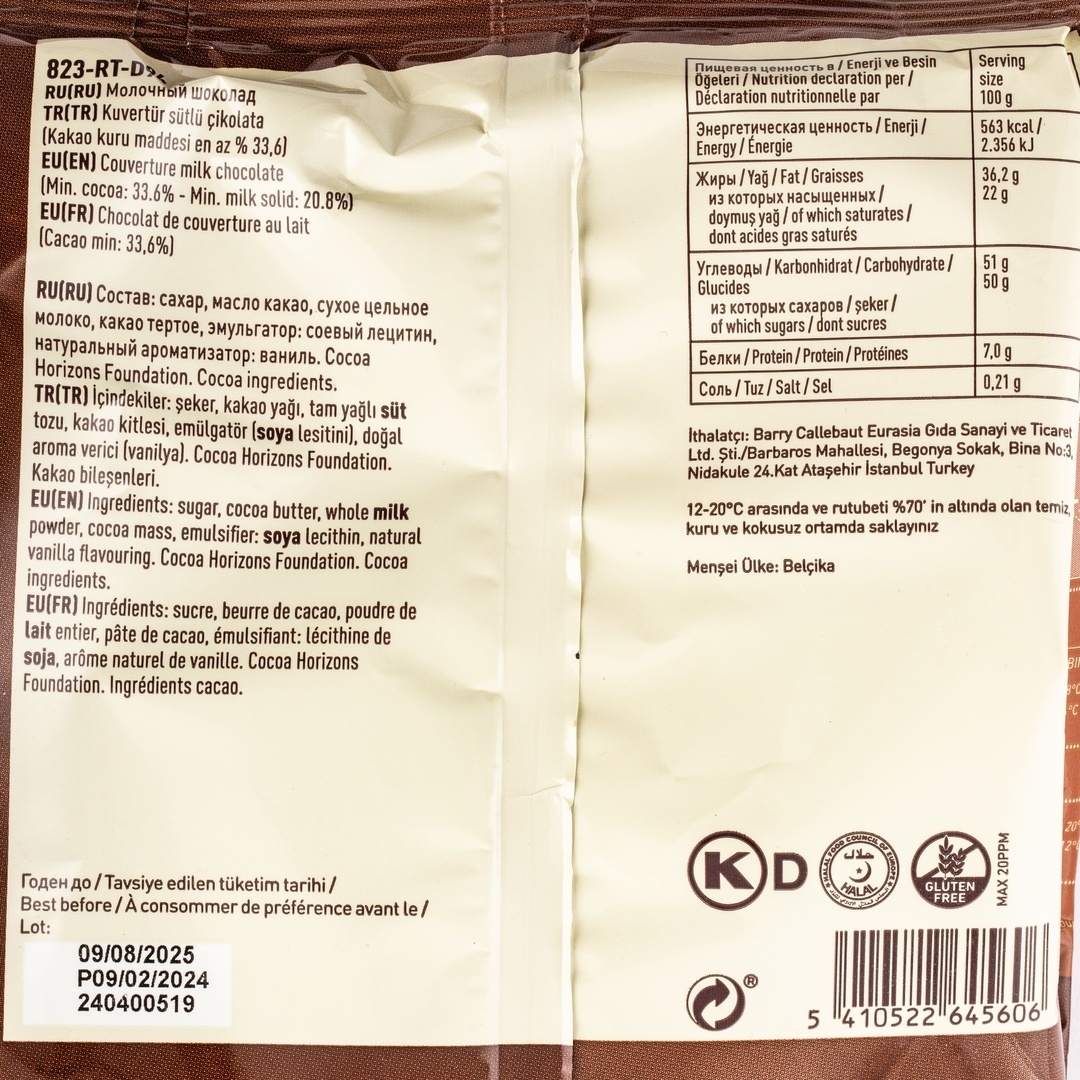 823-RT-D
RU(RU) Молочный шоколад
TR(TR) Kuvertür sütlü çikolata
(Kakao kuru maddesi en az % 33,6)
EU(EN) Couverture milk chocolate
(Min. cocoa: 33.6% - Min. milk solid: 20.8%)
EU(FR) Chocolat de couverture au lait
(Cacao min: 33,6%)
RU(RU) Состав: сахар, масло какао, сухое цельное
молоко, какао тертое, эмульгатор: соевый лецитин,
натуральный ароматизатор: ваниль. Cocoa
Horizons Foundation. Cocoa ingredients.
TR(TR) İçindekiler: şeker, kakao yağı, tam yağlı süt
tozu, kakao kitlesi, emülgatör (soya lesitini), doğal
aroma verici (vanilya). Cocoa Horizons Foundation.
Kakao bileşenleri.
EU(EN) Ingredients: sugar, cocoa butter, whole milk
powder, cocoa mass, emulsifier: soya lecithin, natural
vanilla flavouring. Cocoa Horizons Foundation. Cocoa
ingredients.
EU(FR) Ingrédients: sucre, beurre de cacao, poudre de
lait entier, pâte de cacao, émulsifiant: lécithine de
soja, arôme naturel de vanille. Cocoa Horizons
Foundation. Ingrédients cacao.
Годен до / Tavsiye edilen tüketim tarihi /
Best before / À consommer de préférence avant le /
Lot:
09/08/2025
P09/02/2024
240400519
Пищевая ценность в / Enerji ve Besin
Öğeleri / Nutrition declaration per /
Déclaration nutritionnelle par
Serving
size
100 g
Энергетическая ценность / Enerji /
Energy / Énergie
563 kcal /
2.356 kJ
Жиры / Yağ / Fat / Graisses
36,2 g
из которых насыщенных /
doymuş yağ / of which saturates /
dont acides gras saturés
22 g
Углеводы / Karbonhidrat / Carbohydrate /
Glucides
51 g
из которых сахаров / şeker /
of which sugars / dont sucres
50 g
Белки / Protein / Protein / Protéines
7,0 g
Соль / Tuz / Salt / Sel
0,21 g
İthalatçı: Barry Callebaut Eurasia Gıda Sanayi ve Ticaret
Ltd. Şti./Barbaros Mahallesi, Begonya Sokak, Bina No:3,
Nidakule 24.Kat Ataşehir İstanbul Turkey
12-20°C arasında ve rutubeti %70' in altında olan temiz,
kuru ve kokusuz ortamda saklayınız
Menşei Ülke: Belçika
K D
HALAL FOOD COUNCIL OF EUROPE
حلال
HALAL
GLUTEN
FREE
MAX 20PPM
®
5 410522 645606